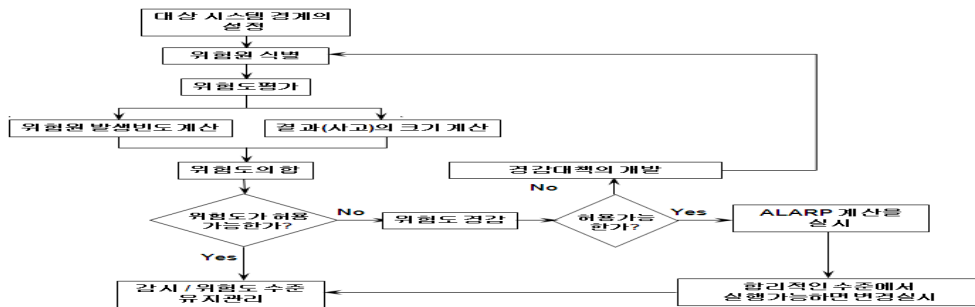 대상 시스템 경계의
설정
위험원 식별
위험도평가
위험원 발생빈도 계산
결과(사고)의 크기 계산
위험도의 합
경감대책의 개발
No
위험도가 허용
가능한가?
No
위험도 경감
허용가능
한가?
Yes
ALARP 계산을
실시
Yes
감시 / 위험도 수준
유지관리
합리적인 수준에서
실행가능하면 변경실시